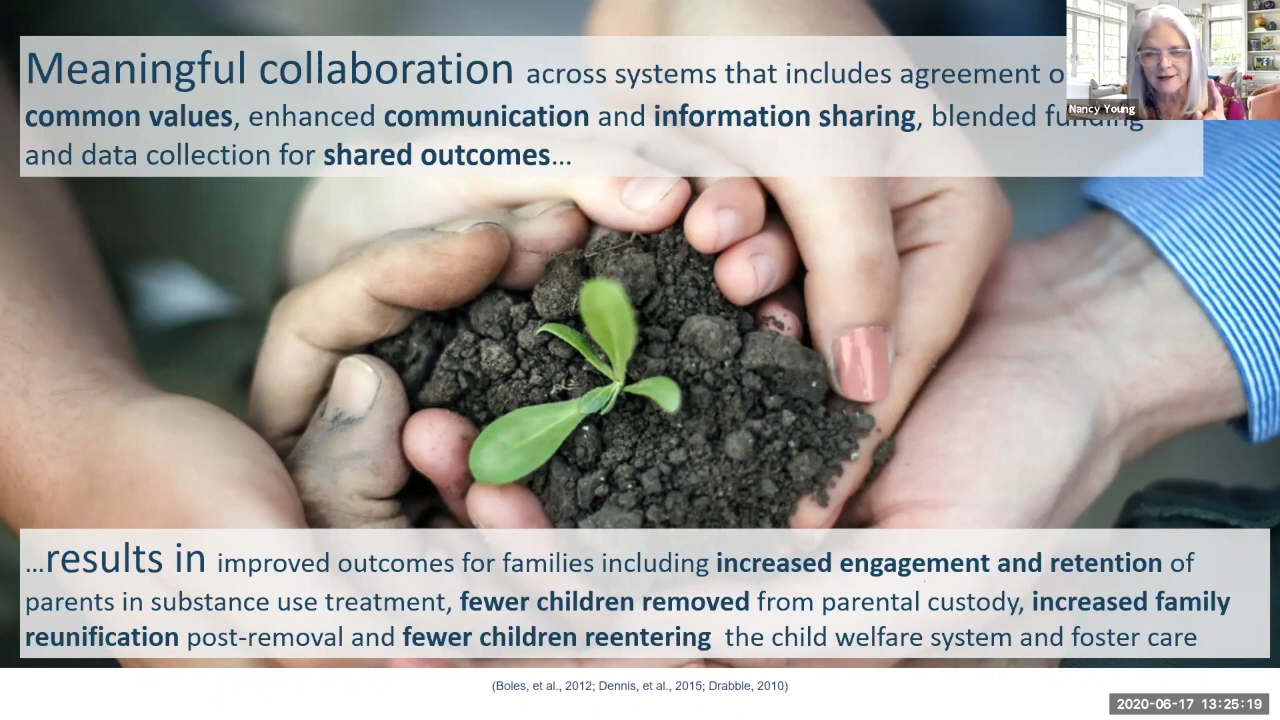 Meaningful collaboration across systems that includes agreement
common values, enhanced communication and information sharing, blended funding
and data collection for shared outcomes...
Nancy Young
...results in improved outcomes for families including increased engagement and retention of
parents in substance use treatment, fewer children removed from parental custody, increased family
reunification post-removal and fewer children reentering the child welfare system and foster care
(Boles, et al., 2012; Dennis, et al., 2015; Drabble, 2010)
2020-06-17 13:25:19